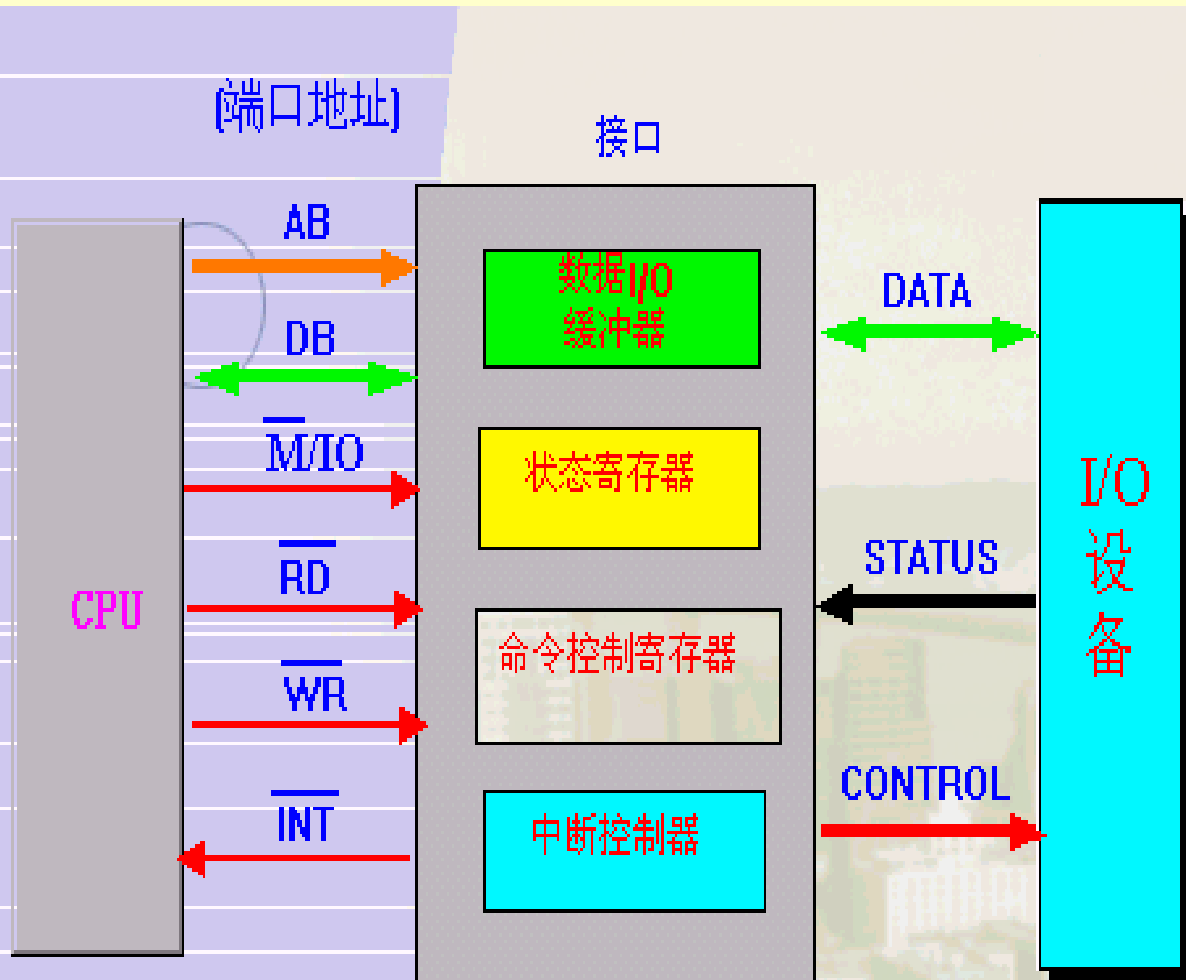 (端口地址)
接口
AB
DB
M/IO
RD
WR
INT
CPU
数据I/O
缓冲器
状态寄存器
命令控制寄存器
中断控制器
DATA
STATUS
CONTROL
I/O
设
备